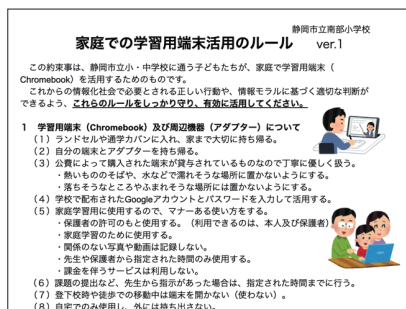 静岡市立南部小学校
家庭での学習用端末活用のルール ver.1
この約束事は、静岡市立小・中学校に通う子どもたちが、家庭で学習用端末（
Chromebook）を活用するためのものです。
これからの情報化社会で必要とされる正しい行動や、情報モラルに基づく適切な判断が
できるよう、これらのルールをしっかり守り、有効に活用してください。
1 学習用端末（Chromebook）及び周辺機器（アダプター）について
（1）ランドセルや通学カバンに入れ、家まで大切に持ち帰る。
（2）自分の端末とアダプターを持ち帰る。
（3）公費によって購入された端末が貸与されているものなので丁寧に優しく扱う。
・熱いもののそばや、水などで濡れそうな場所に置かないようにする。
・落ちそうなところやふまれそうな場所には置かないようにする。
（4）学校で配布されたGoogleアカウントとパスワードを入力して活用する。
（5）家庭学習用に使用するので、マナーある使い方をする。
・保護者の許可のもと使用する。（利用できるのは、本人及び保護者）
・家庭学習のために使用する。
・関係のない写真や動画は記録しない。
・先生や保護者から指定された時間のみ使用する。
・課金を伴うサービスは利用しない。
（6）課題の提出など、先生から指示があった場合は、指定された時間までに行う。
（7）登下校時や徒歩での移動中は端末を開かない（使わない）。
（8）自宅でのみ使用し、外には持ち出さない。